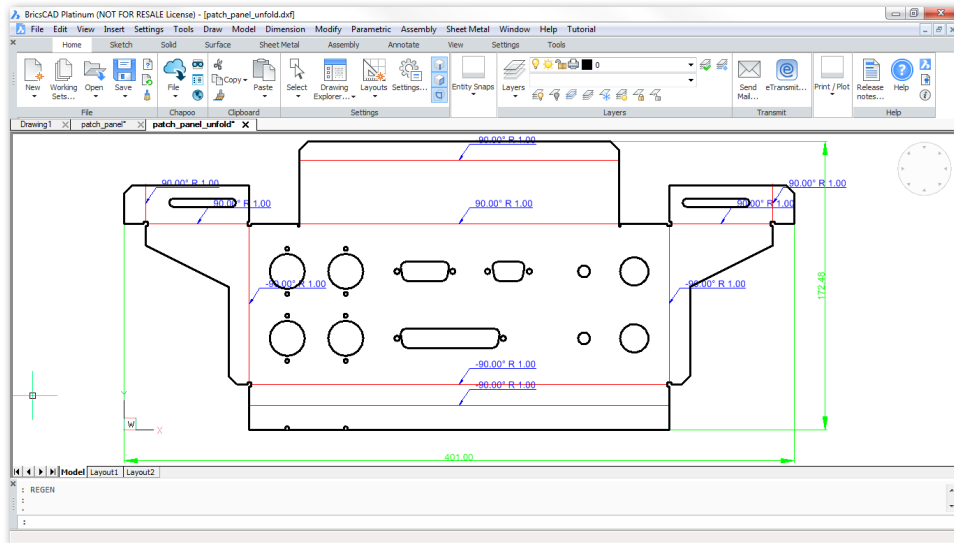 BricsCAD Platinum (NOT FOR RESALE License) - [patch_panel_unfold.dxf]
File Edit View Insert Settings Tools Draw Model Dimension Modify Parametric Assembly Sheet Metal Window Help Tutorial
Home Sketch Solid Surface Sheet Metal Assembly Annotate View Settings Tools
0
Copy
New Working Sets... Open Save File Paste Select Drawing Explorer... Layouts Settings... Entity Snaps Layers Send Mail... eTransmit... Print / Plot Release notes... Help
File Chapoo Clipboard Settings Layers Transmit Help
Drawing1 patch_panel* patch_panel_unfold*
90.00° R 1.00
90.00° R 1.00 90.00° R 1.00
90.00° R 1.00 90.00° R 1.00 90.00° R 1.00
-90.00° R 1.00 -90.00° R 1.00
172.48
-90.00° R 1.00
-90.00° R 1.00
W X
401.00
Model Layout1 Layout2
: REGEN
:
: